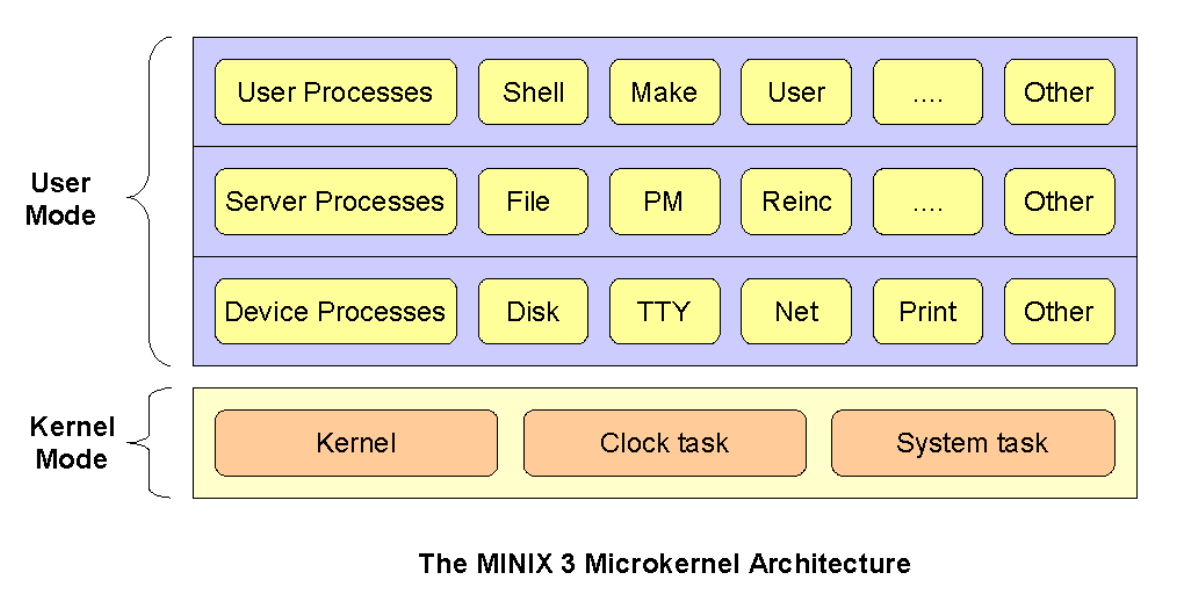 User Processes Shell Make User .... Other
User
Mode
Server Processes File PM Reinc .... Other
Device Processes Disk TTY Net Print Other
Kernel
Mode
Kernel Clock task System task
The MINIX 3 Microkernel Architecture